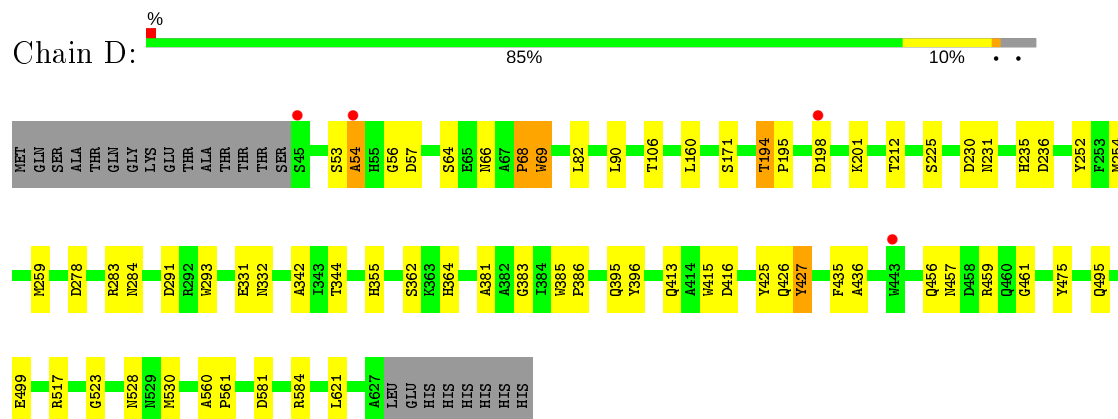 %
Chain D:
85% 10% • •
MET GLN SER ALA THR GLN GLY LYS GLU THR ALA THR THR THR SER S45 S53 A54 H55 G56 D57 S64 E65 N66 A67 P68 W69 L82 L90 T106 L160 S171 T194 P195 D198 K201 T212 S225 D230 N231 H235 D236 Y252 F253 M254
M259 D278 R283 N284 D291 R292 W293 E331 N332 A342 I343 T344 H355 S362 K363 H364 A381 A382 G383 I384 W385 P386 Q395 Y396 Q413 A414 W415 D416 Y425 Q426 Y427 F435 A436 W443 Q456 N457 D458 R459 Q460 G461 Y475 Q495
E499 R517 G523 N528 N529 M530 A560 P561 D581 R584 L621 A627 LEU GLU HIS HIS HIS HIS HIS HIS